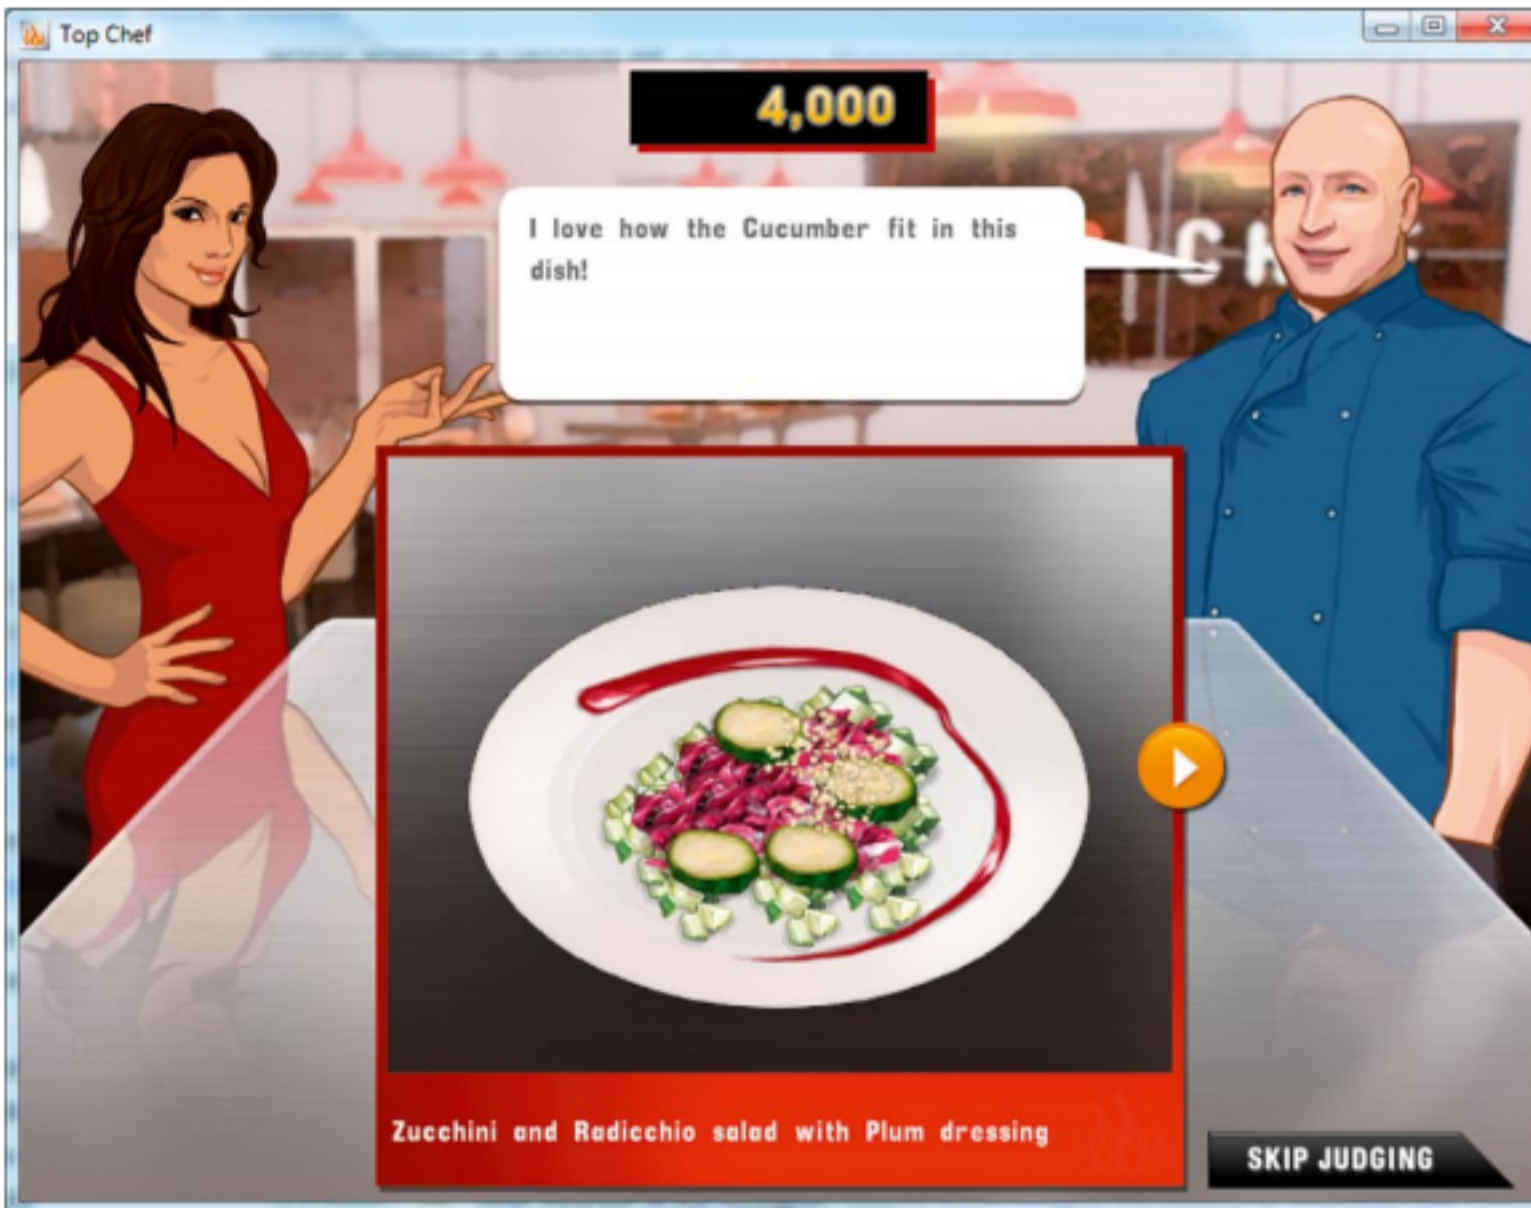 Top Chef
4,000
I love how the Cucumber fit in this
dish!
Zucchini and Radicchio salad with Plum dressing
SKIP JUDGING